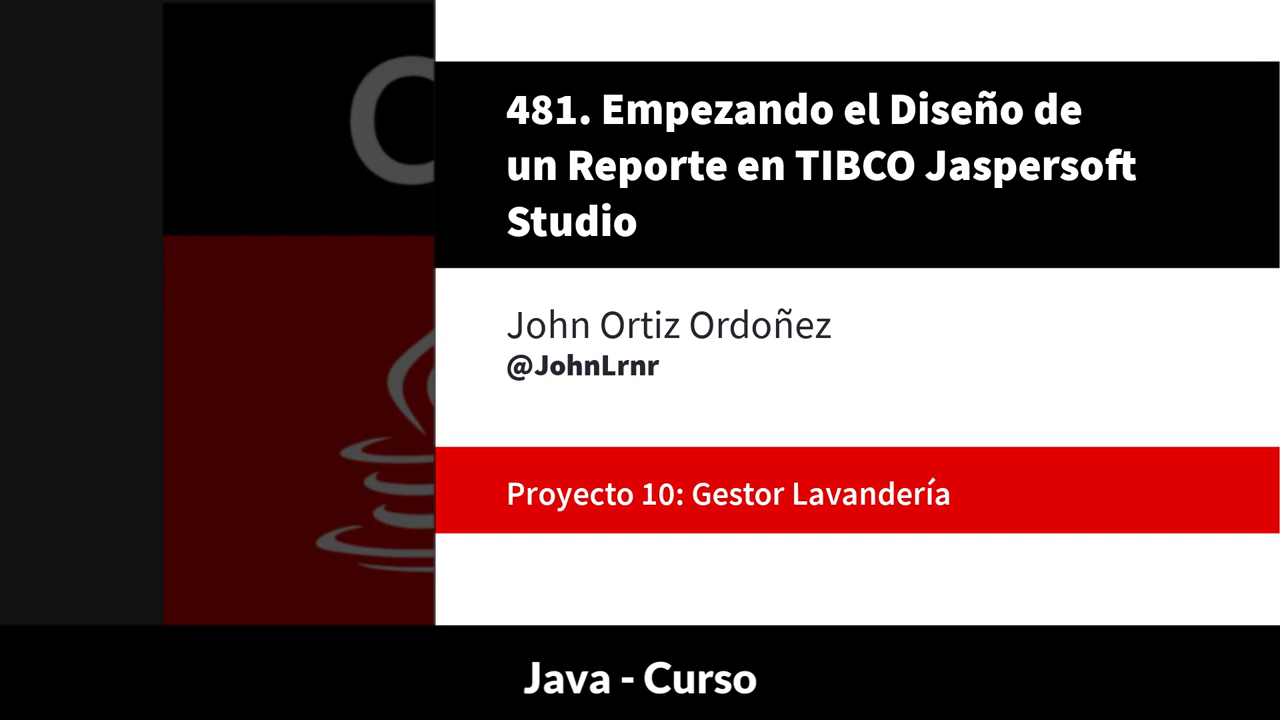 481. Empezando el Diseño de
un Reporte en TIBCO Jaspersoft
Studio
John Ortiz Ordoñez
@JohnLrnr
Proyecto 10: Gestor Lavandería
Java - Curso